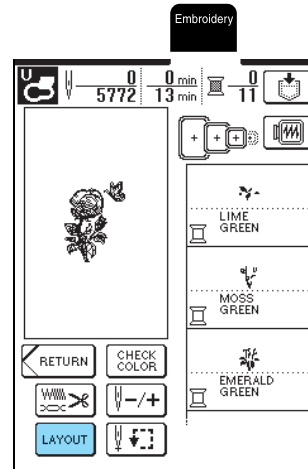 Embroidery
U
0
5772
0 min
13 min
0
11
LIME
GREEN
MOSS
GREEN
EMERALD
GREEN
RETURN
CHECK
COLOR
-/+
LAYOUT